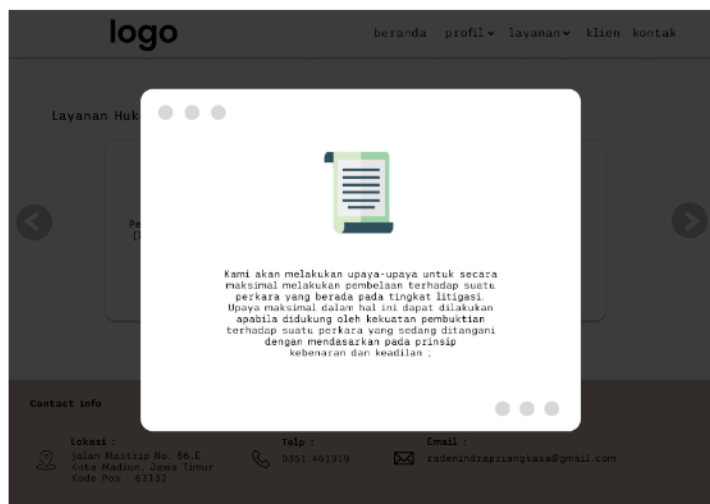 logo
beranda profil layanan klien kontak
Layanan Huk
Pe
Kami akan melakukan upaya-upaya untuk secara
maksimal melakukan pembelaan terhadap suatu
perkara yang berada pada tingkat litigasi.
Upaya maksimal dalam hal ini dapat dilakukan
apabila didukung oleh kekuatan pembuktian
terhadap suatu perkara yang sedang ditangani
dengan mendasarkan pada prinsip
kebenaran dan keadilan ;
Contact info
Lokasi :
jalan Mastrip No. 56.E
Kota Madiun, Jawa Timur
Kode Pos : 63132
Telp :
0351.461919
Email :
radenindrapriangkasa@gmail.com